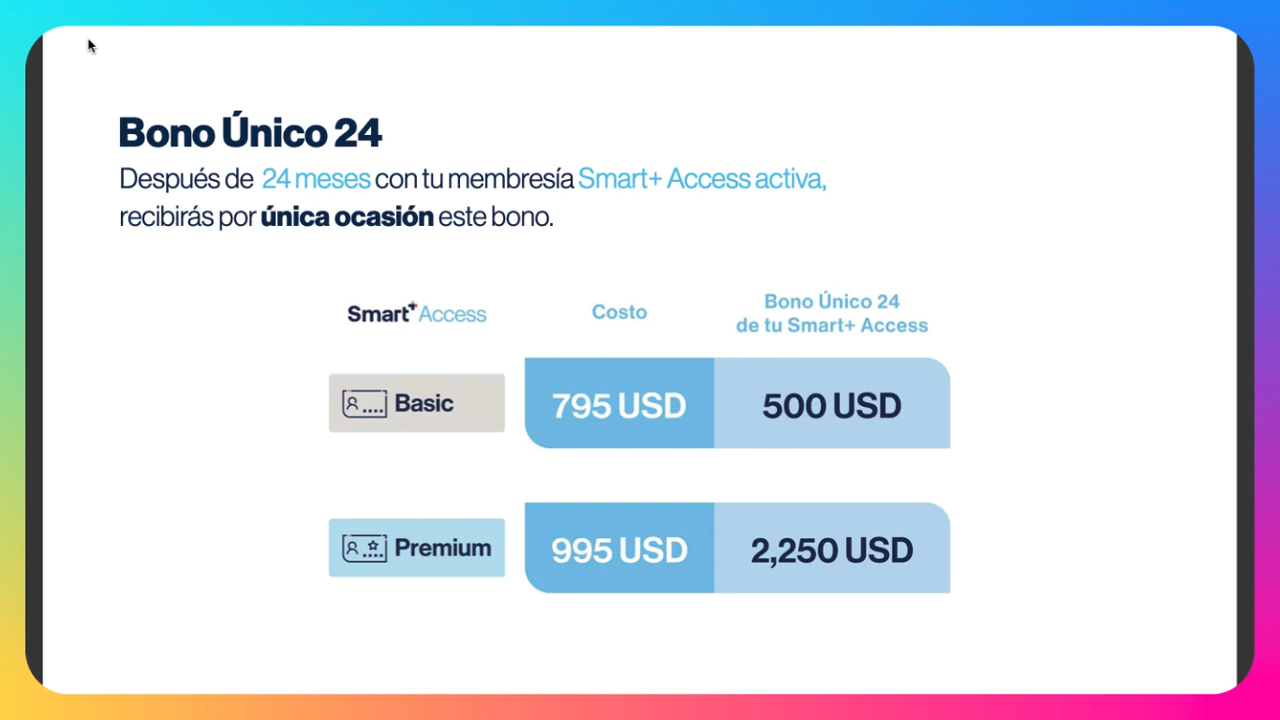 Bono Único 24
Después de 24 meses con tu membresía Smart+ Access activa,
recibirás por única ocasión este bono.
Smart+ Access
Costo
Bono Único 24
de tu Smart+ Access
Basic
795 USD
500 USD
Premium
995 USD
2,250 USD